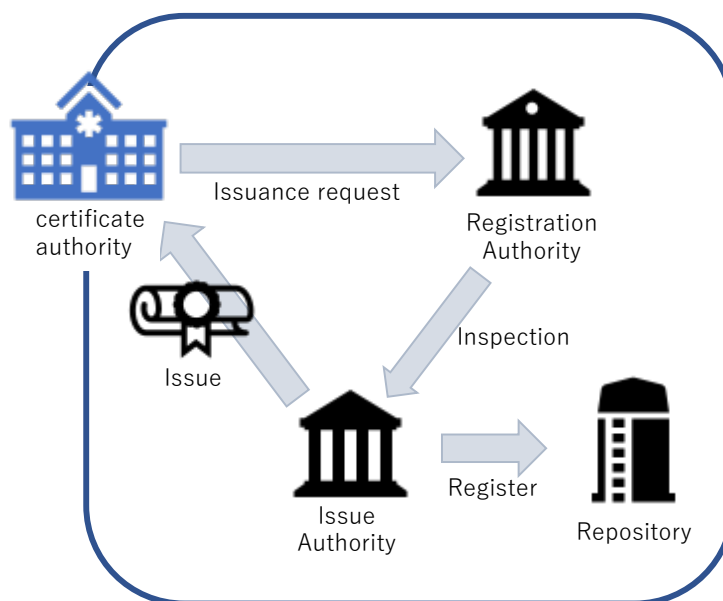 Issuance request
certificate
authority
Registration
Authority
Inspection
Issue
Register
Issue
Authority
Repository